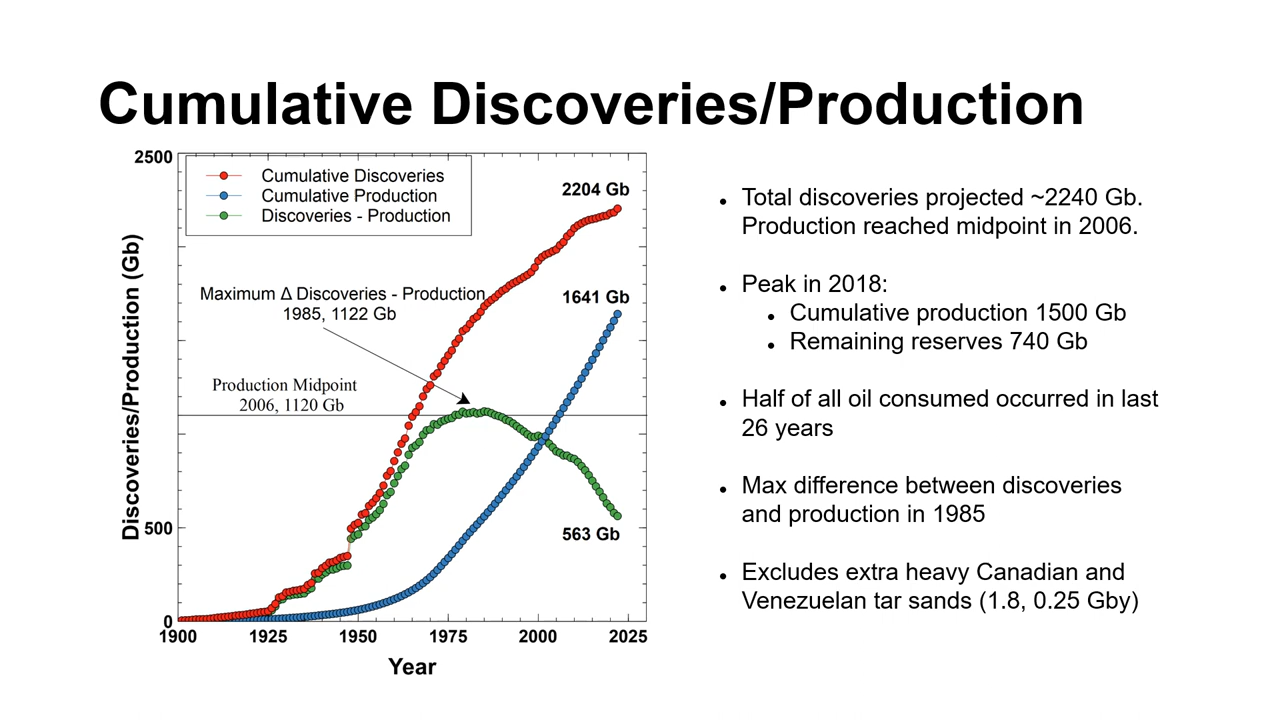 Cumulative Discoveries/Production
2500
Cumulative Discoveries
Cumulative Production
Discoveries - Production
2204 Gb
Maximum Δ Discoveries - Production
1985, 1122 Gb
1641 Gb
Production Midpoint
2006, 1120 Gb
Discoveries/Production (Gb)
500
563 Gb
0
1900 1925 1950 1975 2000 2025
Year
• Total discoveries projected ~2240 Gb.
Production reached midpoint in 2006.
• Peak in 2018:
• Cumulative production 1500 Gb
• Remaining reserves 740 Gb
• Half of all oil consumed occurred in last
26 years
• Max difference between discoveries
and production in 1985
• Excludes extra heavy Canadian and
Venezuelan tar sands (1.8, 0.25 Gby)